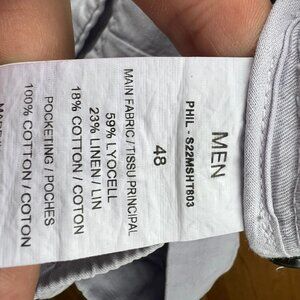 MEN
PHIL - S22MSHT803
48
MAIN FABRIC / TISSU PRINCIPAL
59% LYOCELL
23% LINEN / LIN
18% COTTON / COTON
POCKETING / POCHES
100% COTTON / COTON